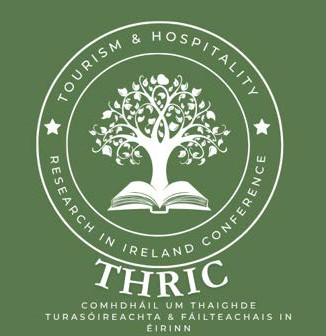 TOURISM & HOSPITALITY
RESEARCH IN IRELAND CONFERENCE
THRIC
COMHDHÁIL UM THAIGHDE
TURASÓIREACHTA & FÁILTEACHAIS IN
ÉIRINN